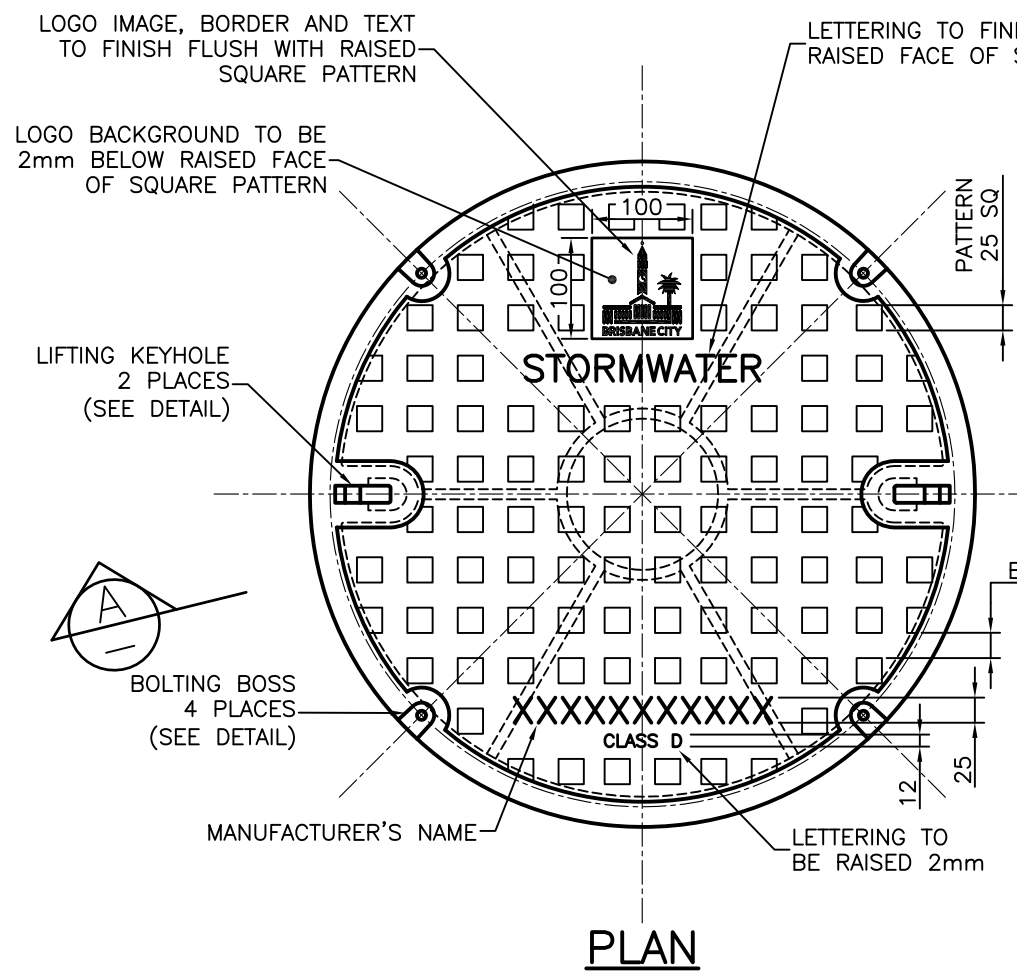 LOGO IMAGE, BORDER AND TEXT
TO FINISH FLUSH WITH RAISED
SQUARE PATTERN
LETTERING TO
RAISED FACE OF
LOGO BACKGROUND TO BE
2mm BELOW RAISED FACE
OF SQUARE PATTERN
PATTERN
25 SQ
100
100
BRISBANE CITY
STORMWATER
LIFTING KEYHOLE
2 PLACES
(SEE DETAIL)
A
BOLTING BOSS
4 PLACES
(SEE DETAIL)
XXXXXXXXXXX
CLASS D
25
12
MANUFACTURER'S NAME
LETTERING TO
BE RAISED 2mm
PLAN